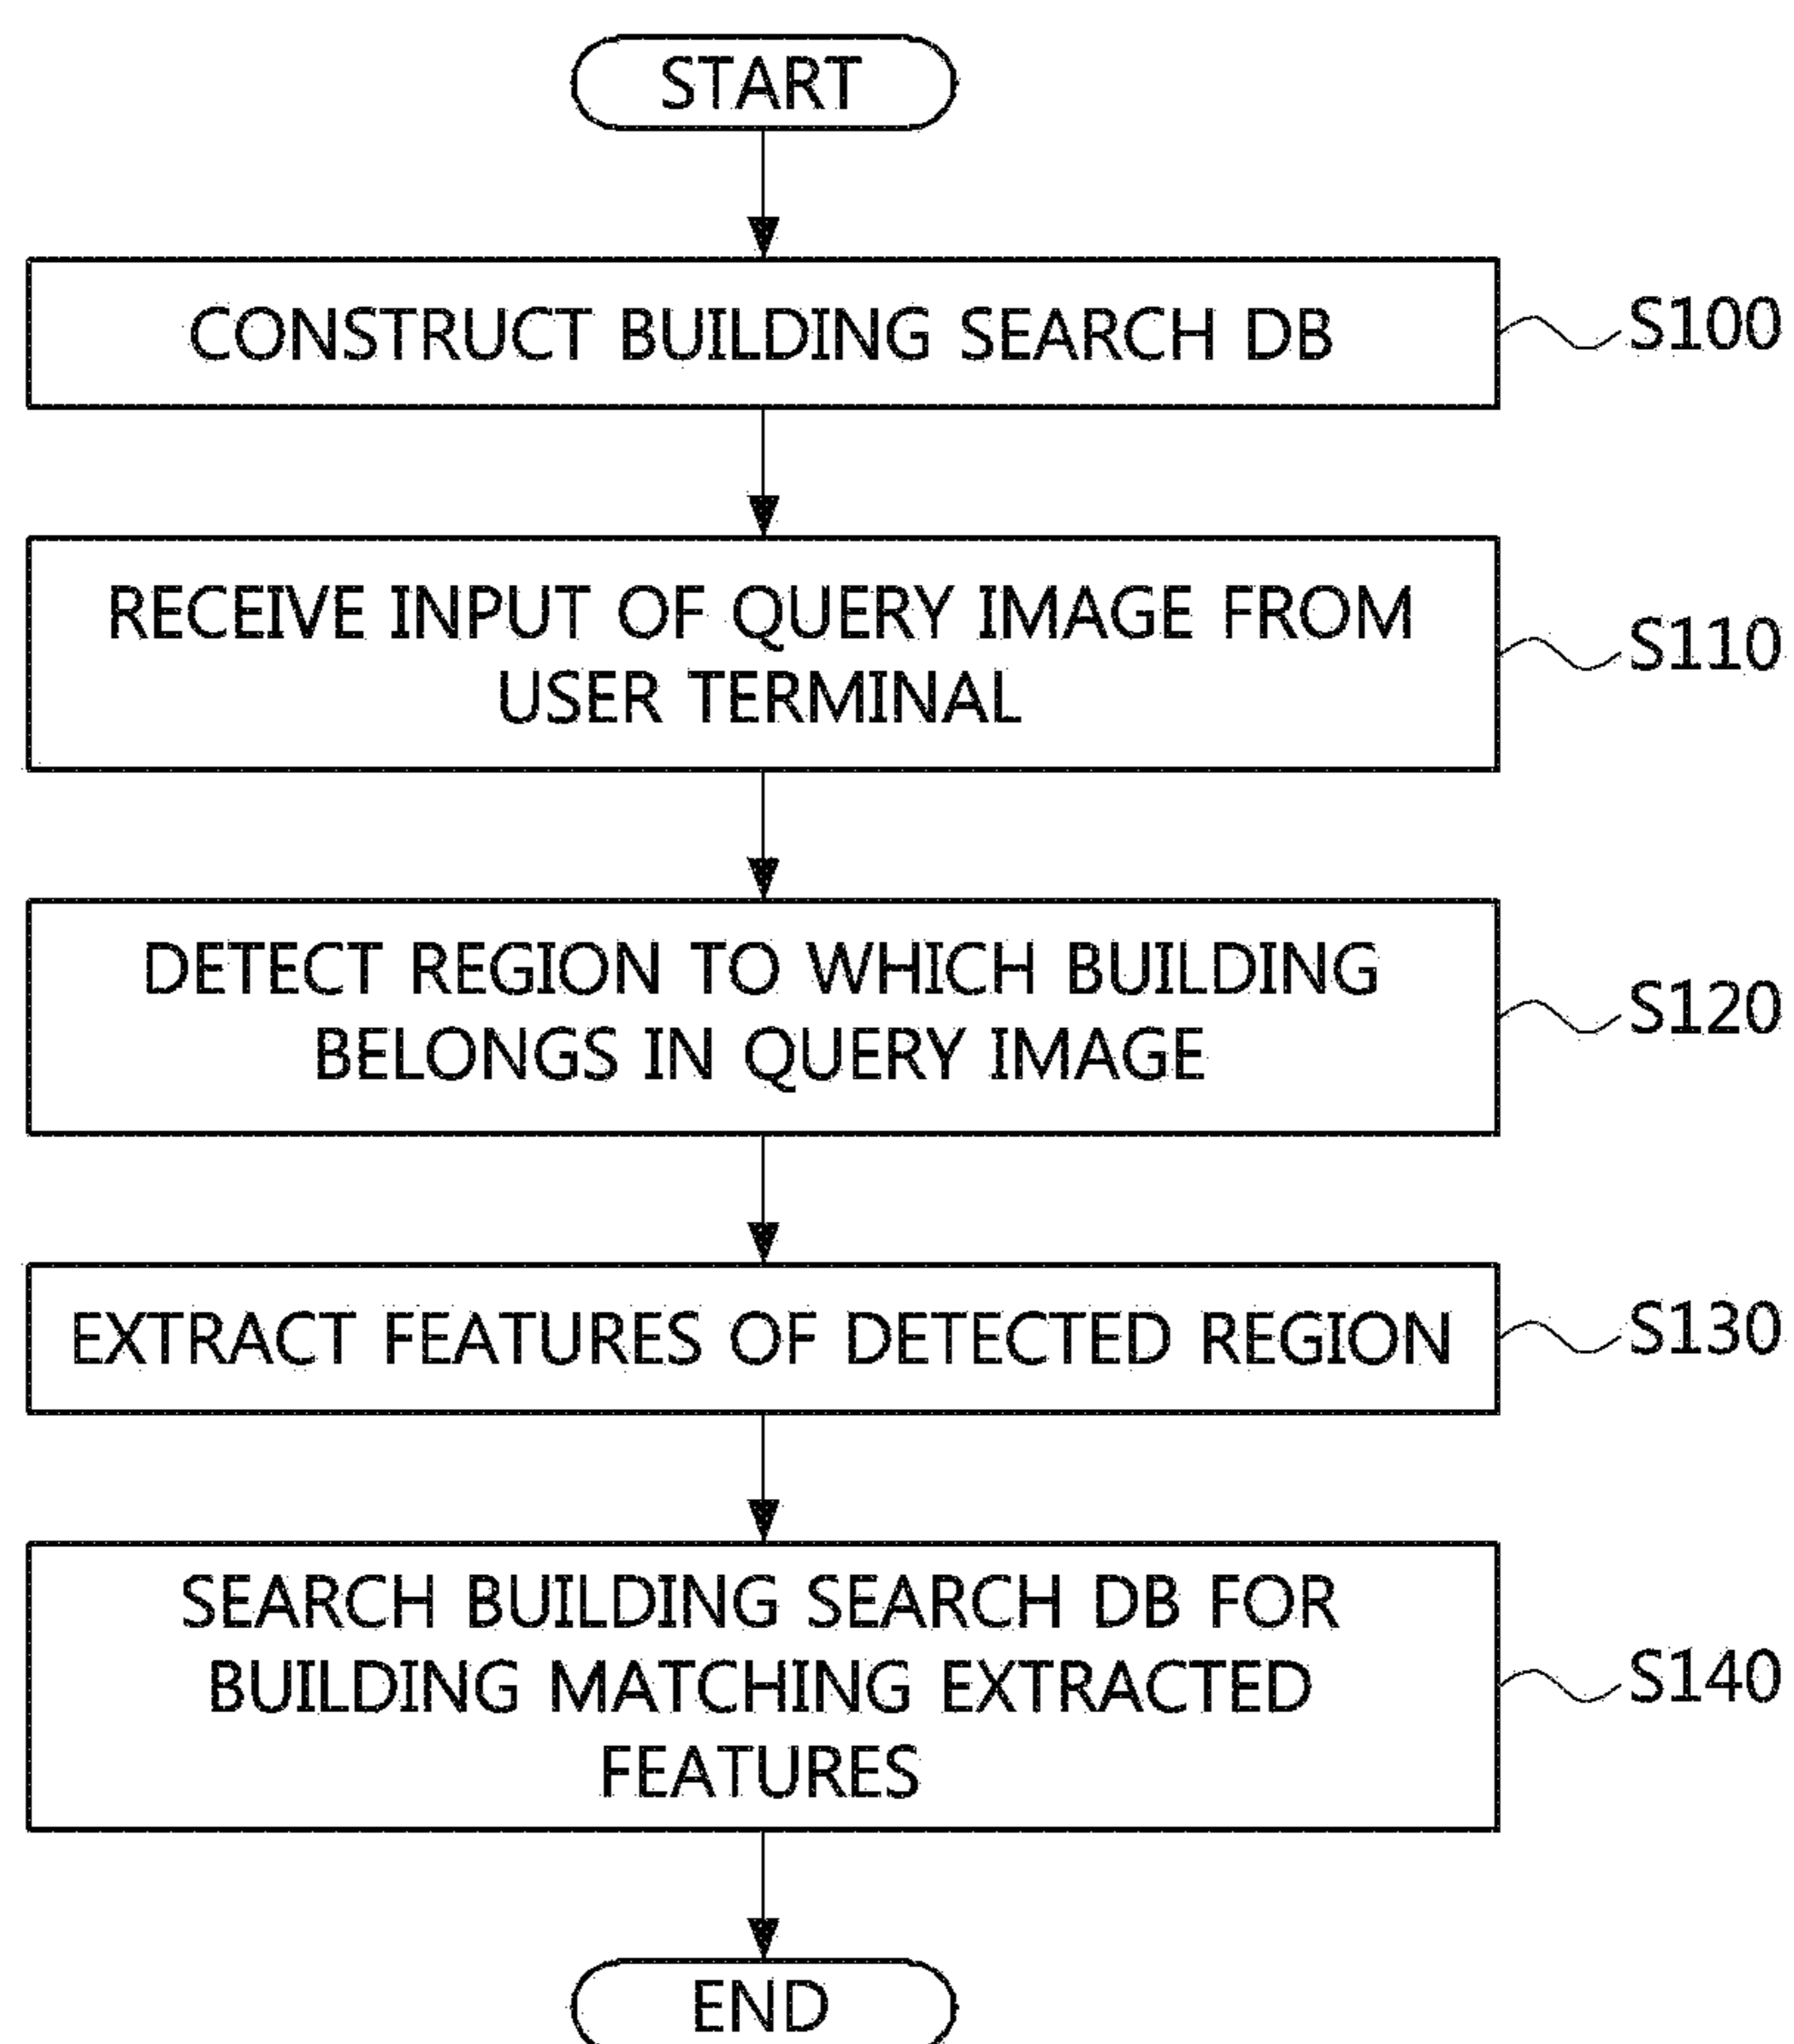 START
CONSTRUCT BUILDING SEARCH DB
S100
RECEIVE INPUT OF QUERY IMAGE FROM
USER TERMINAL
S110
DETECT REGION TO WHICH BUILDING
BELONGS IN QUERY IMAGE
S120
EXTRACT FEATURES OF DETECTED REGION
S130
SEARCH BUILDING SEARCH DB FOR
BUILDING MATCHING EXTRACTED
FEATURES
S140
END